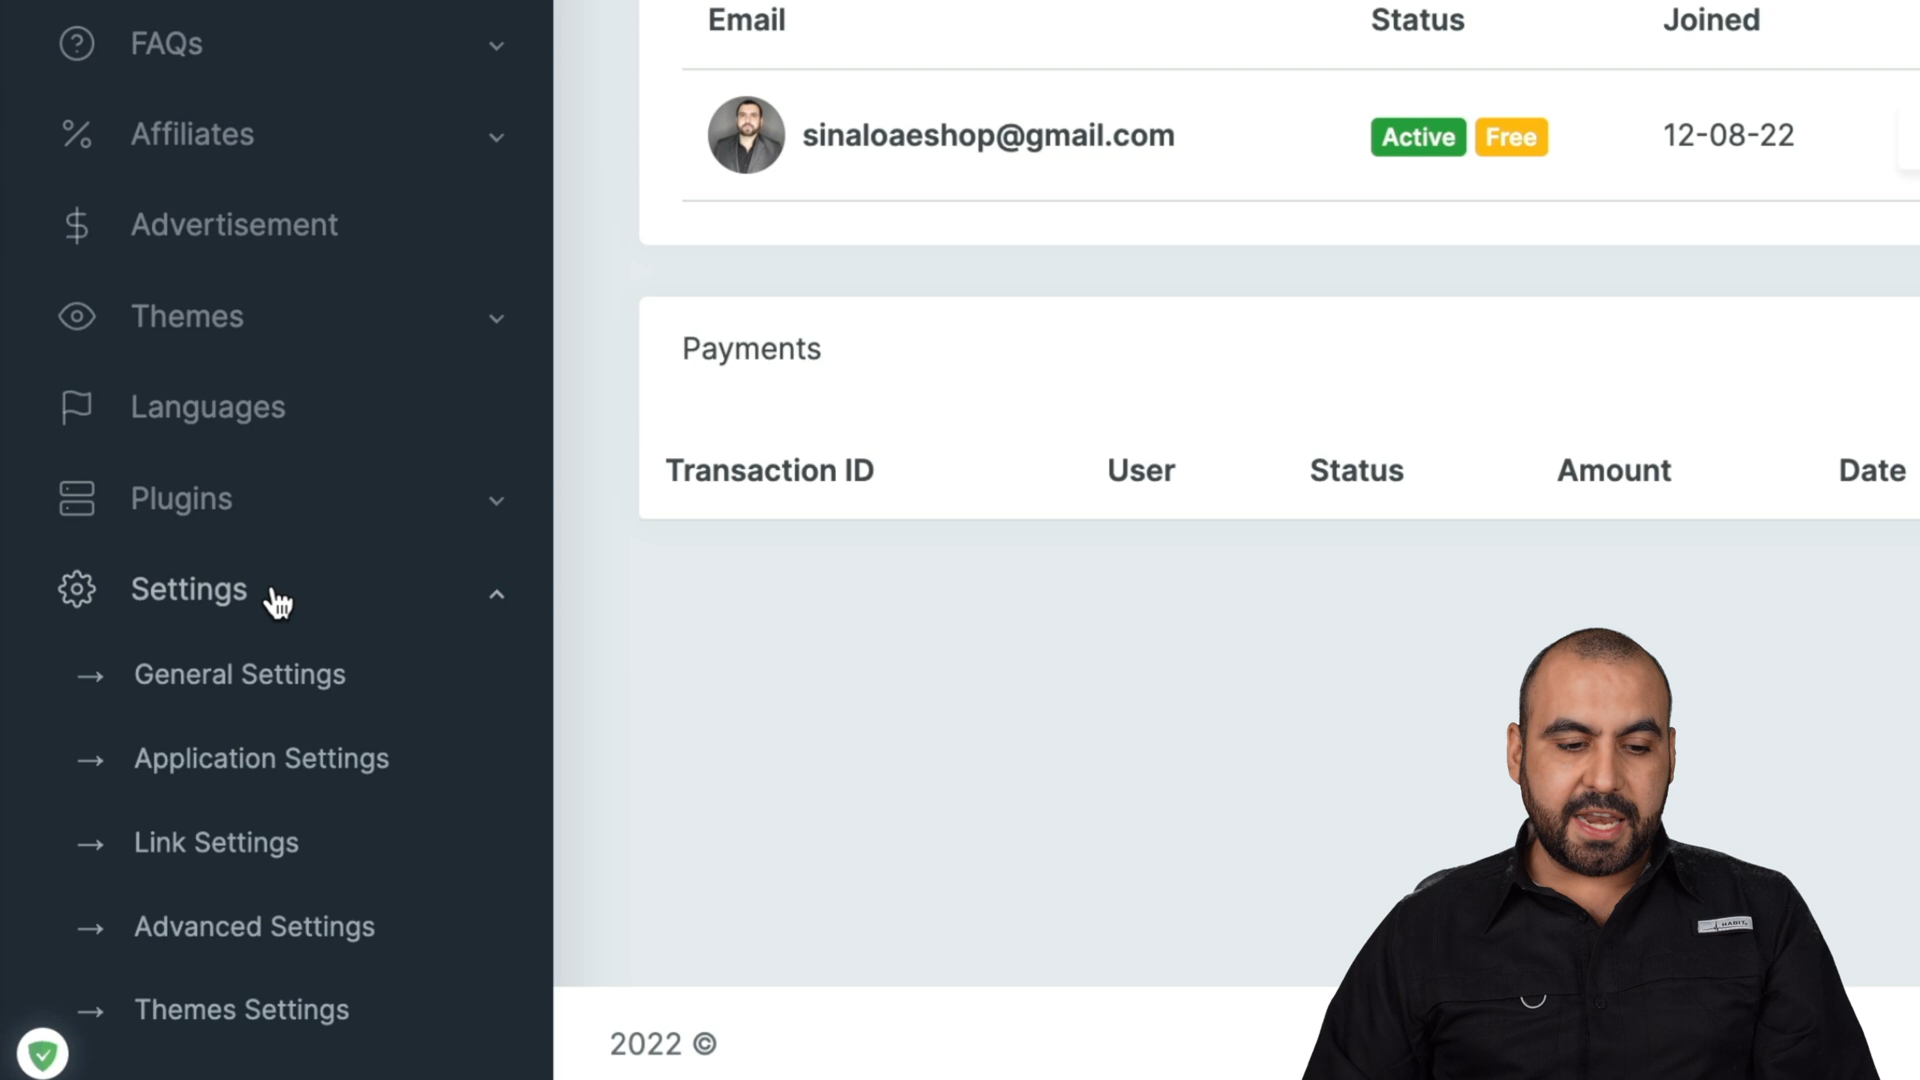 FAQs
Affiliates
Advertisement
Themes
Languages
Plugins
Settings
General Settings
Application Settings
Link Settings
Advanced Settings
Themes Settings
Email Status Joined
sinaloaeshop@gmail.com Active Free 12-08-22
Payments
Transaction ID User Status Amount Date
2022 ©
HABIT